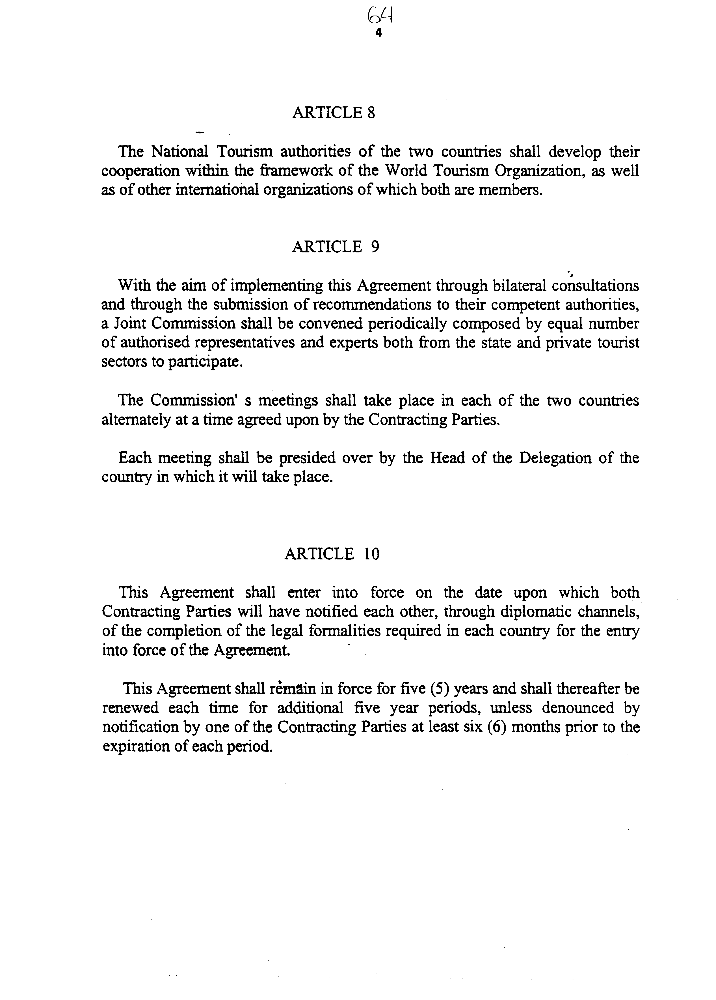 64
4
ARTICLE 8
The National Tourism authorities of the two countries shall develop their
cooperation within the framework of the World Tourism Organization, as well
as of other international organizations of which both are members.
ARTICLE 9
With the aim of implementing this Agreement through bilateral consultations
and through the submission of recommendations to their competent authorities,
a Joint Commission shall be convened periodically composed by equal number
of authorised representatives and experts both from the state and private tourist
sectors to participate.
The Commission' s meetings shall take place in each of the two countries
alternately at a time agreed upon by the Contracting Parties.
Each meeting shall be presided over by the Head of the Delegation of the
country in which it will take place.
ARTICLE 10
This Agreement shall enter into force on the date upon which both
Contracting Parties will have notified each other, through diplomatic channels,
of the completion of the legal formalities required in each country for the entry
into force of the Agreement.
This Agreement shall remain in force for five (5) years and shall thereafter be
renewed each time for additional five year periods, unless denounced by
notification by one of the Contracting Parties at least six (6) months prior to the
expiration of each period.